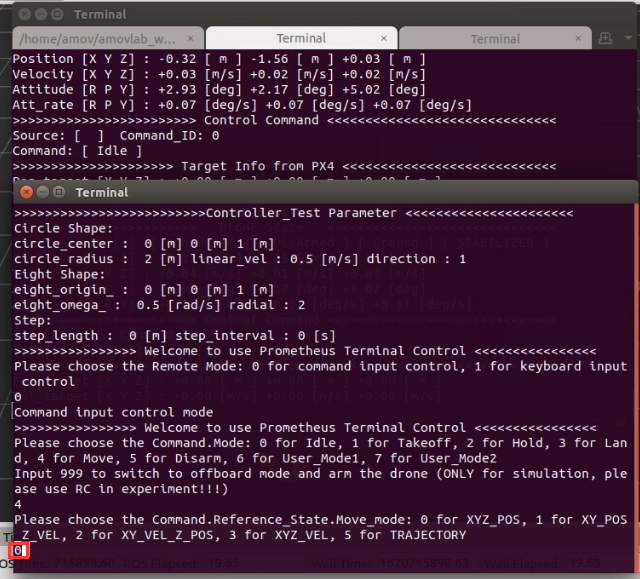 Terminal
/home/amov/amovlab_w... × Terminal × Terminal ×
Position [X Y Z] : -0.32 [ m ] -1.56 [ m ] +0.03 [ m ]
Velocity [X Y Z] : +0.03 [m/s] +0.02 [m/s] +0.02 [m/s]
Attitude [R P Y] : +2.93 [deg] +2.17 [deg] +5.02 [deg]
Att_rate [R P Y] : +0.07 [deg/s] +0.07 [deg/s] +0.07 [deg/s]
>>>>>>>>>>>>>>>>>>>>>>>> Control Command <<<<<<<<<<<<<<<<<<<<<<<<<<<<<<
Source: [  ]  Command_ID: 0
Command: [ Idle ]
>>>>>>>>>>>>>>>>>>>>> Target Info from PX4 <<<<<<<<<<<<<<<<<<<<<<<<<<<<
Terminal
>>>>>>>>>>>>>>>>>>>>>>>>>Controller_Test Parameter <<<<<<<<<<<<<<<<<<<<<<
Circle Shape:
circle_center :  0 [m] 0 [m] 1 [m]
circle_radius :  2 [m] linear_vel : 0.5 [m/s] direction : 1
Eight Shape:
eight_origin_ :  0 [m] 0 [m] 1 [m]
eight_omega_ :  0.5 [rad/s] radial : 2
Step:
step_length :  0 [m] step_interval : 0 [s]
>>>>>>>>>>>>>>>> Welcome to use Prometheus Terminal Control <<<<<<<<<<<<<<<<
Please choose the Remote Mode: 0 for command input control, 1 for keyboard input
 control
0
Command input control mode
>>>>>>>>>>>>>>>> Welcome to use Prometheus Terminal Control <<<<<<<<<<<<<<<<
Please choose the Command.Mode: 0 for Idle, 1 for Takeoff, 2 for Hold, 3 for Lan
d, 4 for Move, 5 for Disarm, 6 for User_Mode1, 7 for User_Mode2
Input 999 to switch to offboard mode and arm the drone (ONLY for simulation, ple
ase use RC in experiment!!!)
4
Please choose the Command.Reference_State.Move_mode: 0 for XYZ_POS, 1 for XY_POS
_Z_VEL, 2 for XY_VEL_Z_POS, 3 for XYZ_VEL, 5 for TRAJECTORY
0